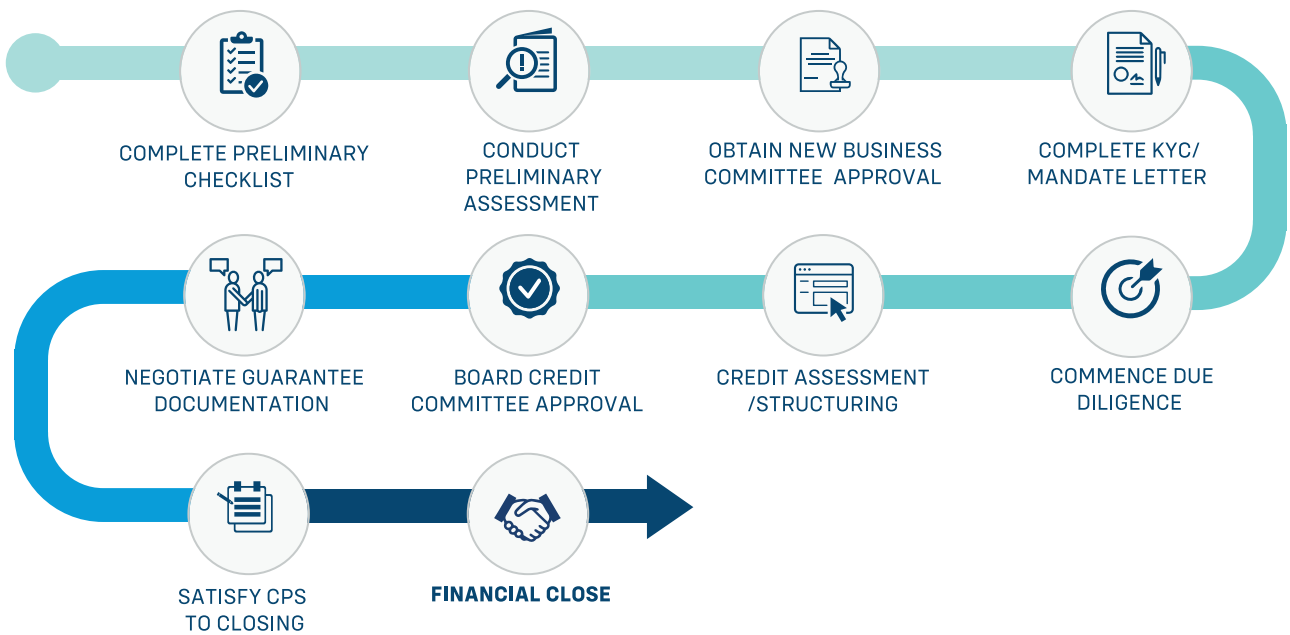 COMPLETE PRELIMINARY
CHECKLIST
CONDUCT
PRELIMINARY
ASSESSMENT
OBTAIN NEW BUSINESS
COMMITTEE APPROVAL
COMPLETE KYC/
MANDATE LETTER
COMMENCE DUE
DILIGENCE
CREDIT ASSESSMENT
/STRUCTURING
BOARD CREDIT
COMMITTEE APPROVAL
NEGOTIATE GUARANTEE
DOCUMENTATION
SATISFY CPS
TO CLOSING
FINANCIAL CLOSE